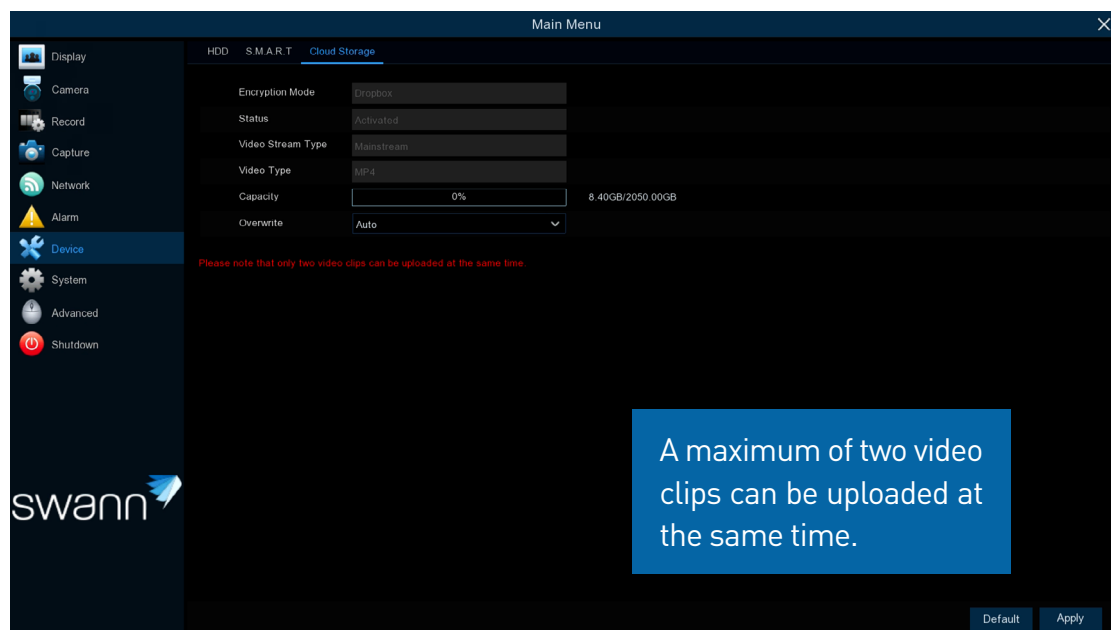 Main Menu
Display
Camera
Record
Capture
Network
Alarm
Device
System
Advanced
Shutdown
swann
HDD S.M.A.R.T Cloud Storage
Encryption Mode Dropbox
Status Activated
Video Stream Type Mainstream
Video Type MP4
Capacity 0% 8.40GB/2050.00GB
Overwrite Auto
Please note that only two video clips can be uploaded at the same time.
A maximum of two video
clips can be uploaded at
the same time.
Default Apply